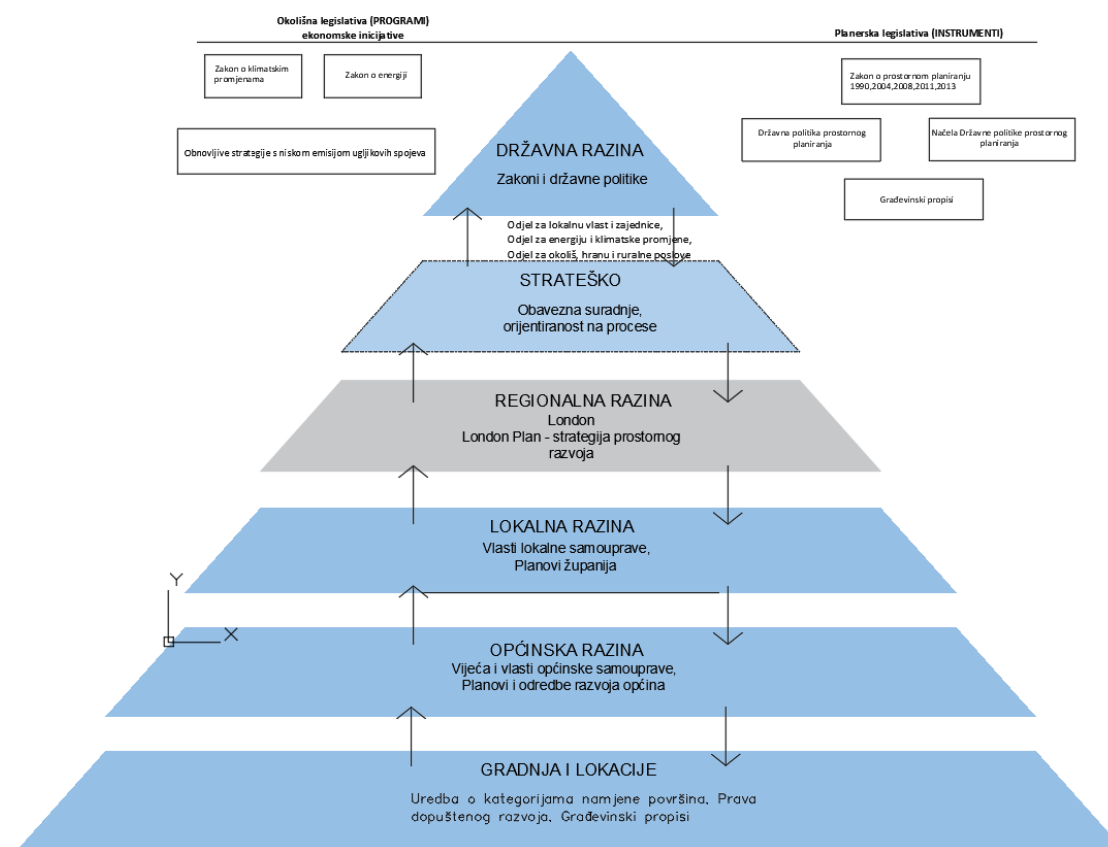 Okolišna legislativa (PROGRAMI)
ekonomske inicijative
Planerska legislativa (INSTRUMENTI)
Zakon o klimatskim
promjenama
Zakon o energiji
Obnovljive strategije s niskom emisijom ugljikovih spojeva
Zakon o prostornom planiranju
1990,2004,2008,2011,2013
Državna politika prostornog
planiranja
Načela Državne politike prostornog
planiranja
Građevinski propisi
DRŽAVNA RAZINA
Zakoni i državne politike
Odjel za lokalnu vlast i zajednice,
Odjel za energiju i klimatske promjene,
Odjel za okoliš, hranu i ruralne poslove
STRATEŠKO
Obavezna suradnje,
orijentiranost na procese
REGIONALNA RAZINA
London
London Plan - strategija prostornog
razvoja
LOKALNA RAZINA
Vlasti lokalne samouprave,
Planovi županija
Y
X
OPĆINSKA RAZINA
Vijeća i vlasti općinske samouprave,
Planovi i odredbe razvoja općina
GRADNJA I LOKACIJE
Uredba o kategorijama namjene površina. Prava
dopuštenog razvoja. Građevinski propisi